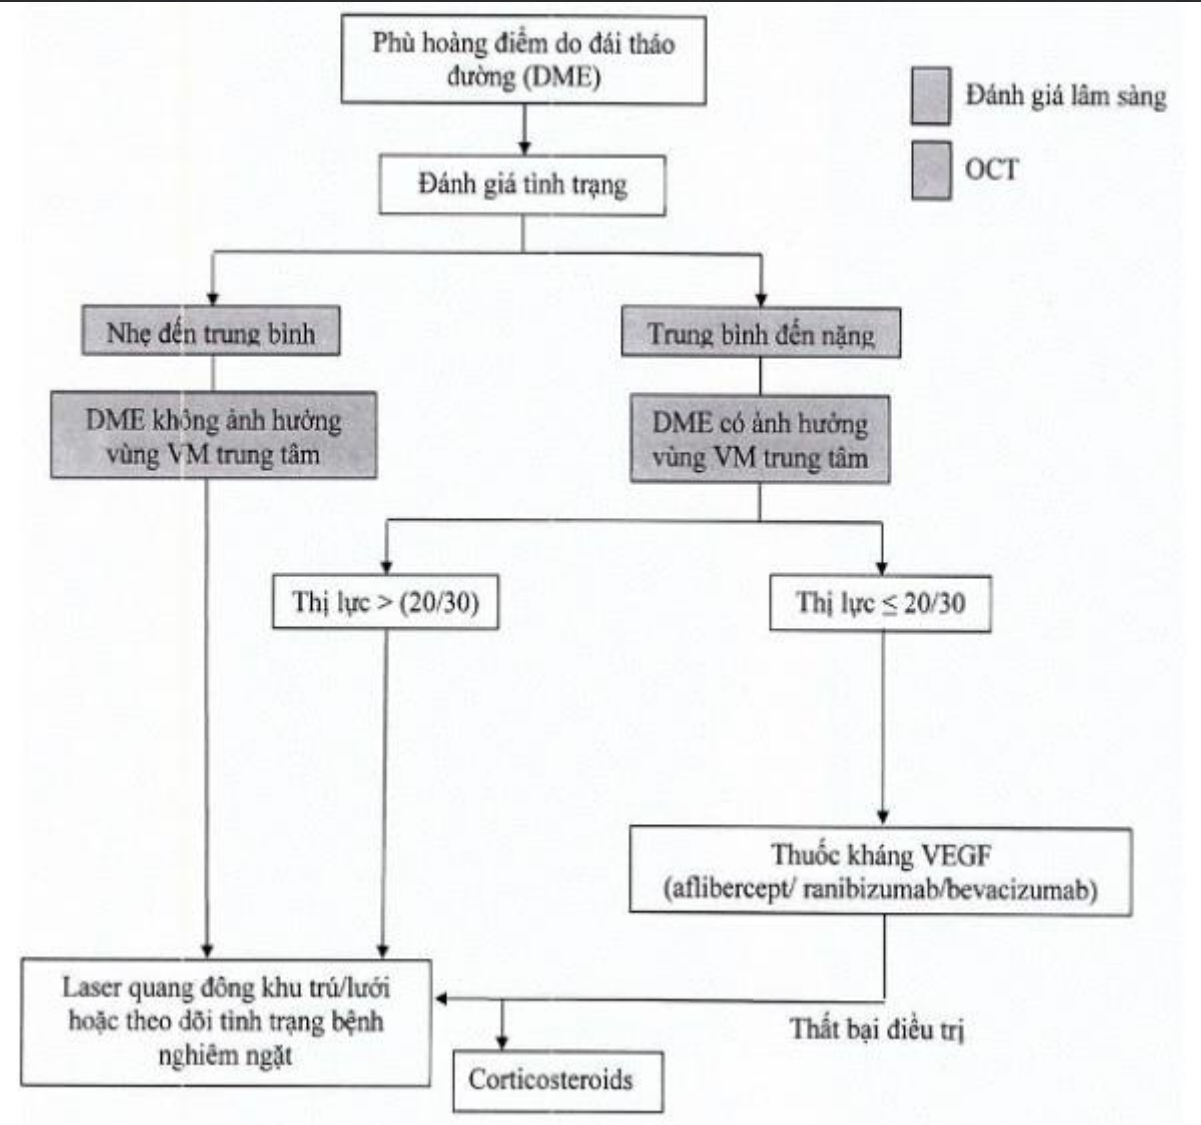 Phù hoàng điểm do đái tháo
đường (DME)
Đánh giá lâm sàng
OCT
Đánh giá tình trạng
Nhẹ đến trung bình
Trung bình đến nặng
DME không ảnh hưởng
vùng VM trung tâm
DME có ảnh hưởng
vùng VM trung tâm
Thị lực > (20/30)
Thị lực ≤ 20/30
Thuốc kháng VEGF
(aflibercept/ ranibizumab/bevacizumab)
Laser quang đông khu trú/lưới
hoặc theo dõi tình trạng bệnh
nghiêm ngặt
Thất bại điều trị
Corticosteroids